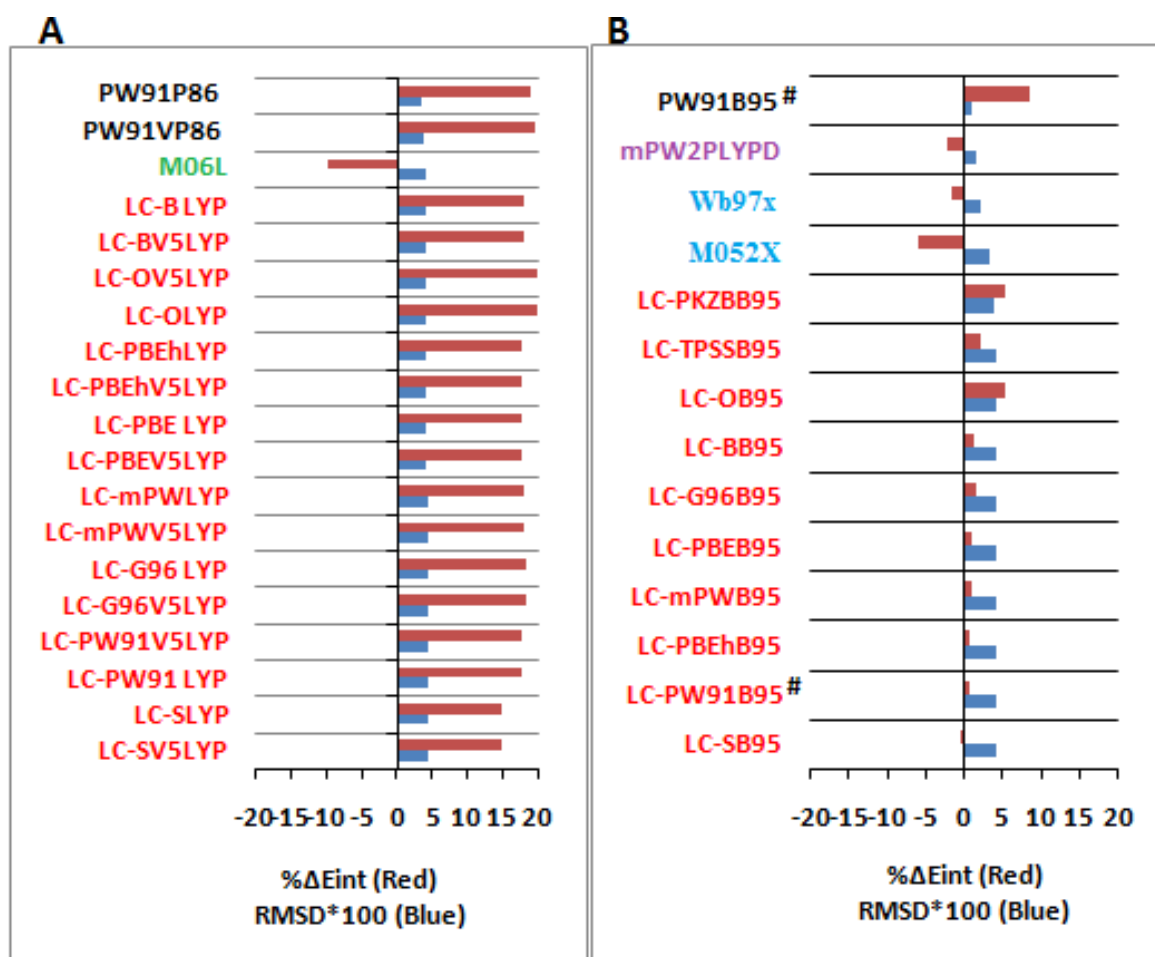 A
PW91P86
PW91VP86
M06L
LC-B LYP
LC-BV5LYP
LC-OV5LYP
LC-OLYP
LC-PBEhLYP
LC-PBEhV5LYP
LC-PBE LYP
LC-PBEV5LYP
LC-mPWLYP
LC-mPWV5LYP
LC-G96 LYP
LC-G96V5LYP
LC-PW91V5LYP
LC-PW91 LYP
LC-SLYP
LC-SV5LYP
-20 -15 -10 -5 0 5 10 15 20
%ΔEint (Red)
RMSD*100 (Blue)
B
PW91B95 #
mPW2PLYPD
Wb97x
M052X
LC-PKZBB95
LC-TPSSB95
LC-OB95
LC-BB95
LC-G96B95
LC-PBEB95
LC-mPWB95
LC-PBEhB95
LC-PW91B95 #
LC-SB95
-20 -15 -10 -5 0 5 10 15 20
%ΔEint (Red)
RMSD*100 (Blue)